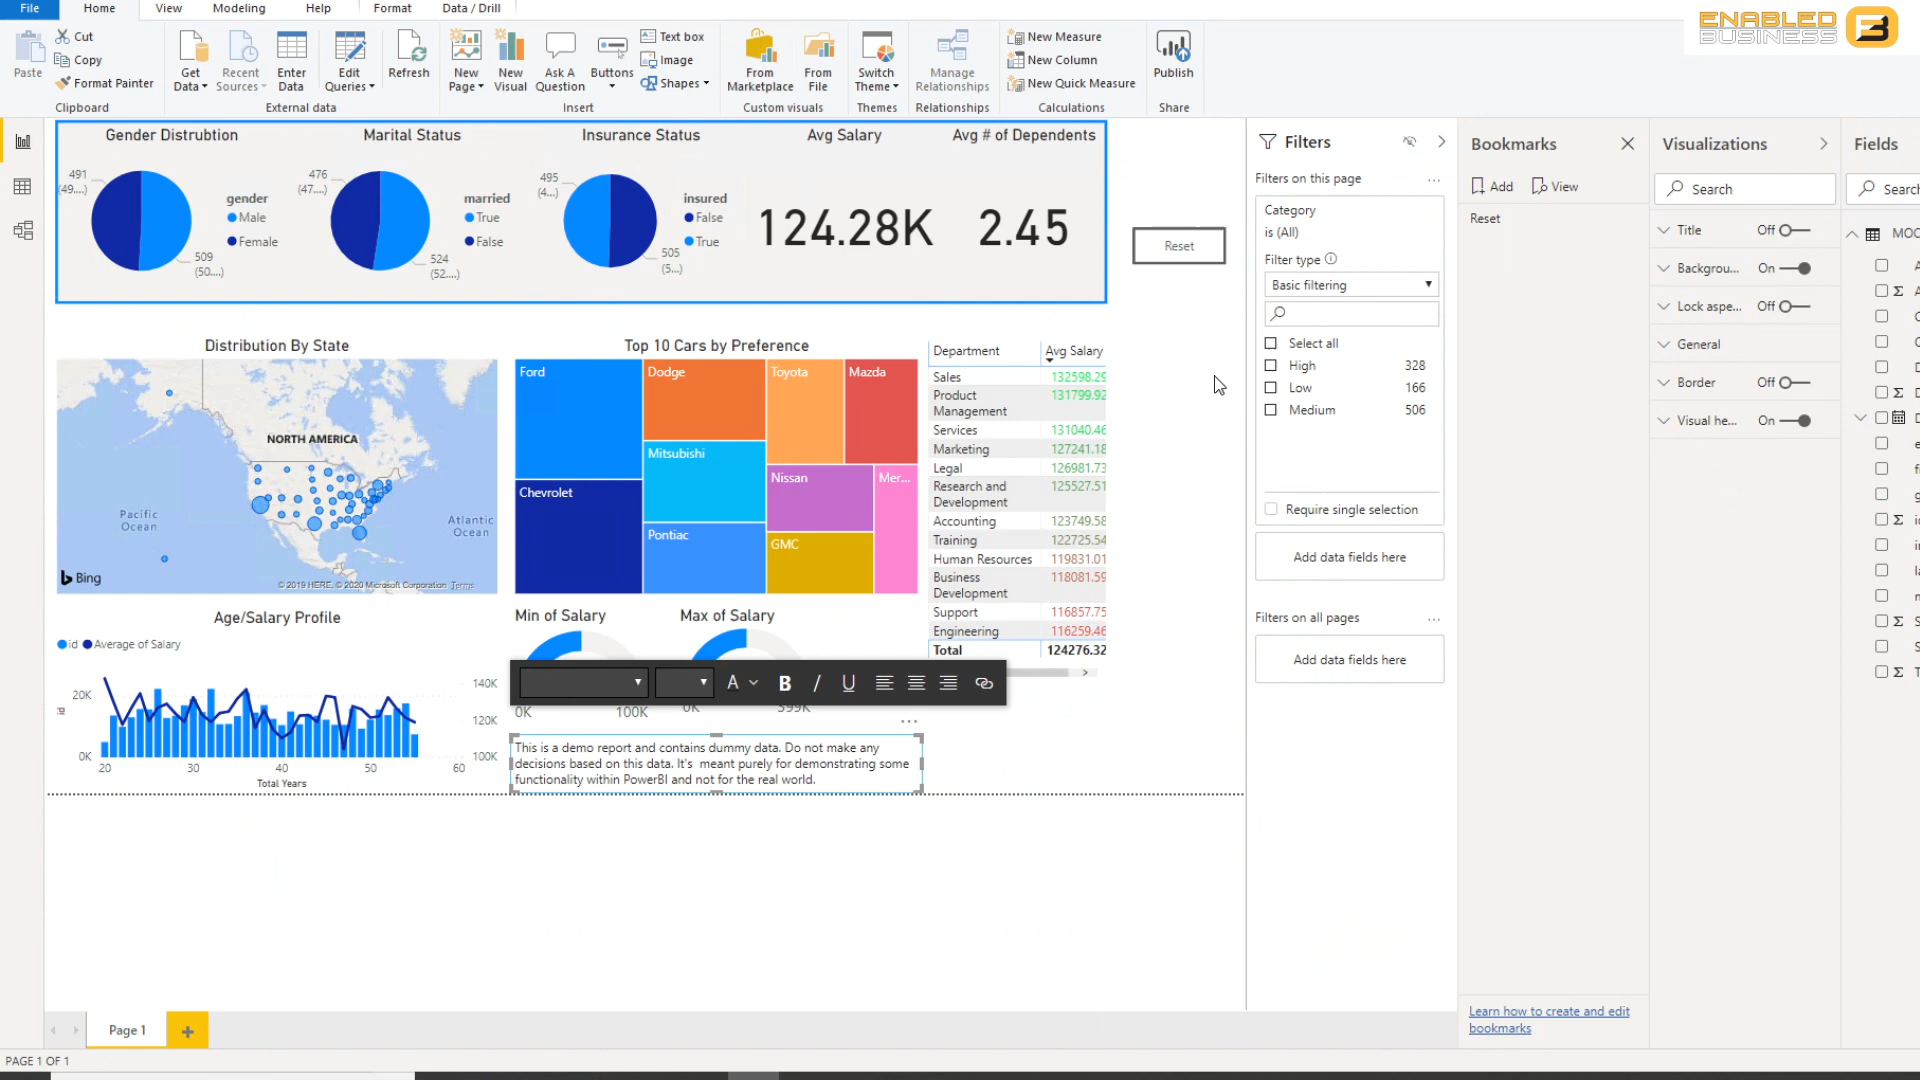 File Home View Modeling Help Format Data / Drill
ENABLED
BUSINESS
Paste
Cut
Copy
Format Painter
Clipboard
Get
Data
Recent
Sources
Enter
Data
Edit
Queries
Refresh
External data
New
Page
New
Visual
Ask A
Question
Buttons
Text box
Image
Shapes
Insert
From
Marketplace
From
File
Custom visuals
Switch
Theme
Themes
Manage
Relationships
Relationships
New Measure
New Column
New Quick Measure
Calculations
Publish
Share
Gender Distrubtion
491
(49....)
509
(50....)
gender
Male
Female
Marital Status
476
(47....)
524
(52....)
married
True
False
Insurance Status
495
(4...)
505
(5...)
insured
False
True
Avg Salary
124.28K
Avg # of Dependents
2.45
Reset
Distribution By State
NORTH AMERICA
Pacific
Ocean
Atlantic
Ocean
Bing
© 2019 HERE, © 2020 Microsoft Corporation Terms
Top 10 Cars by Preference
Ford
Chevrolet
Dodge
Mitsubishi
Pontiac
Toyota
Mazda
Nissan
GMC
Mer...
Department Avg Salary
Sales 132598.29
Product
Management 131799.92
Services 131040.46
Marketing 127241.18
Legal 126981.73
Research and
Development 125527.51
Accounting 123749.58
Training 122725.54
Human Resources 119831.01
Business
Development 118081.59
Support 116857.75
Engineering 116259.46
Total 124276.32
Age/Salary Profile
id Average of Salary
20K
0K
id
140K
120K
100K
20 30 40 50 60
Total Years
Min of Salary
0K 100K
Max of Salary
0K 399K
A B / U
This is a demo report and contains dummy data. Do not make any
decisions based on this data. It's meant purely for demonstrating some
functionality within PowerBI and not for the real world.
Filters
Filters on this page
Category
is (All)
Filter type
Basic filtering
Select all
High 328
Low 166
Medium 506
Require single selection
Add data fields here
Filters on all pages
Add data fields here
Bookmarks
Add View
Reset
Learn how to create and edit
bookmarks
Visualizations
Search
Title Off
Backgrou... On
Lock aspe... Off
General
Border Off
Visual he... On
Fields
Search
Page 1
PAGE 1 OF 1